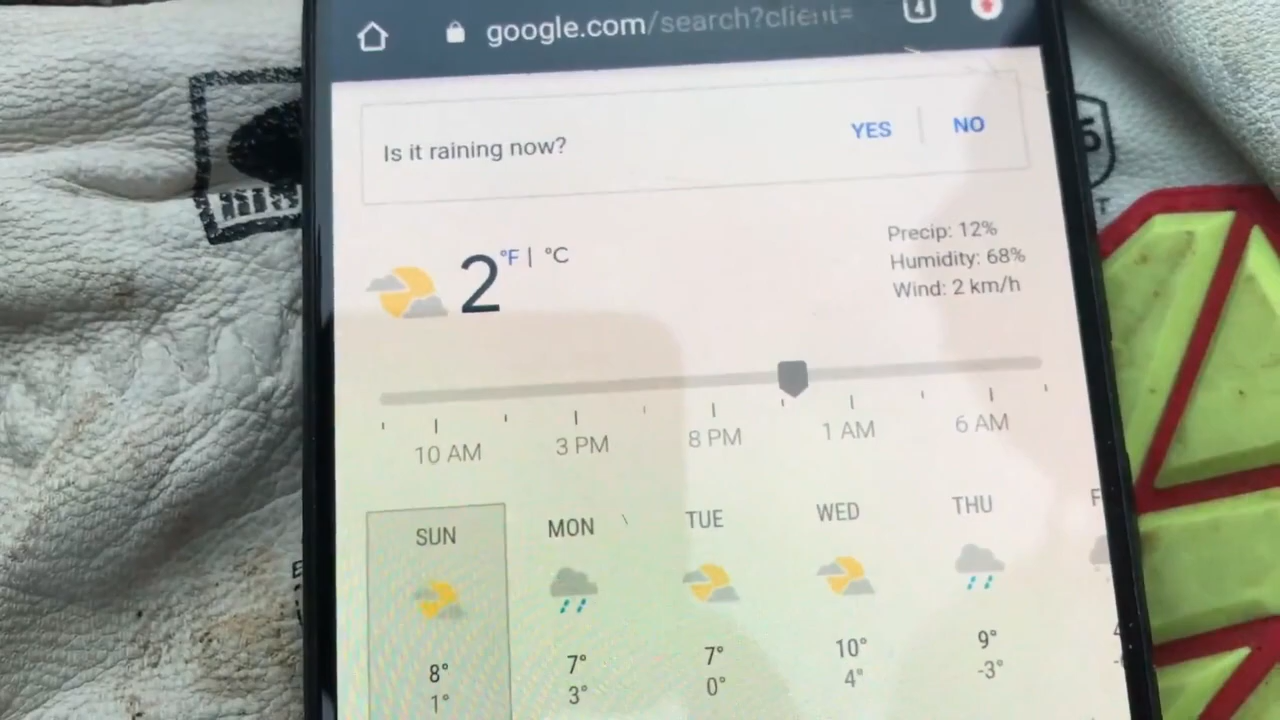 google.com/search?client=
4
Is it raining now?
YES
NO
2 °F | °C
Precip: 12%
Humidity: 68%
Wind: 2 km/h
10 AM 3 PM 8 PM 1 AM 6 AM
SUN MON TUE WED THU F
8° 7° 7° 10° 9°
1° 3° 0° 4° -3°